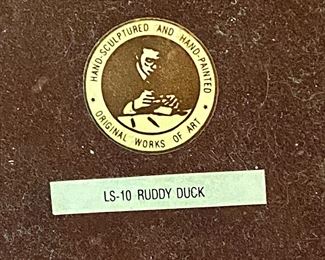 • HAND-SCULPTURED AND HAND-PAINTED •
ORIGINAL WORKS OF ART
LS-10 RUDDY DUCK